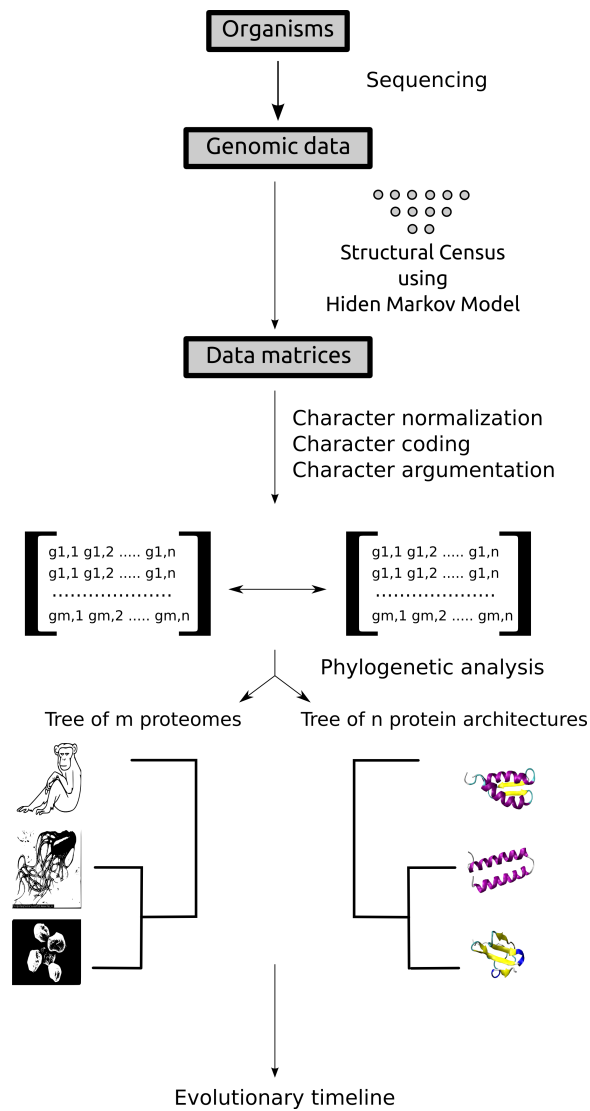 Organisms
Sequencing
Genomic data
Structural Census
using
Hiden Markov Model
Data matrices
Character normalization
Character coding
Character argumentation
g1,1 g1,2 ..... g1,n
g1,1 g1,2 ..... g1,n
.....................
gm,1 gm,2 ..... gm,n
g1,1 g1,2 ..... g1,n
g1,1 g1,2 ..... g1,n
.....................
gm,1 gm,2 ..... gm,n
Phylogenetic analysis
Tree of m proteomes
Tree of n protein architectures
Evolutionary timeline